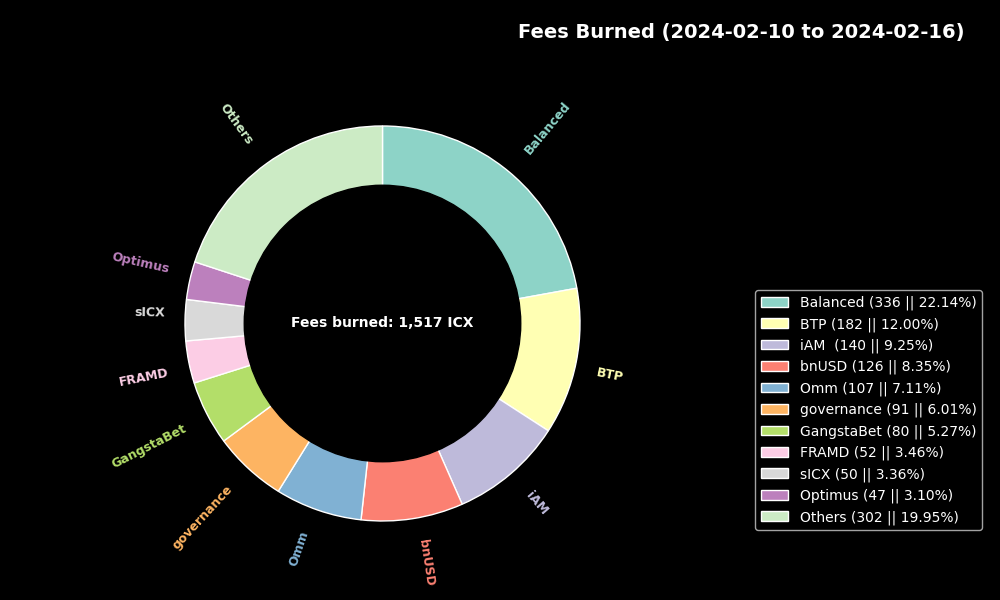 Fees Burned (2024-02-10 to 2024-02-16)
Others
Balanced
Optimus
sICX
Fees burned: 1,517 ICX
FRAMD
BTP
GangstaBet
governance
iAM
Omm
bnUSD
Balanced (336 || 22.14%)
BTP (182 || 12.00%)
iAM  (140 || 9.25%)
bnUSD (126 || 8.35%)
Omm (107 || 7.11%)
governance (91 || 6.01%)
GangstaBet (80 || 5.27%)
FRAMD (52 || 3.46%)
sICX (50 || 3.36%)
Optimus (47 || 3.10%)
Others (302 || 19.95%)